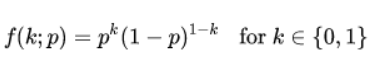 f(k; p) = p^k (1 − p)^{1−k}   for k ∈ {0, 1}